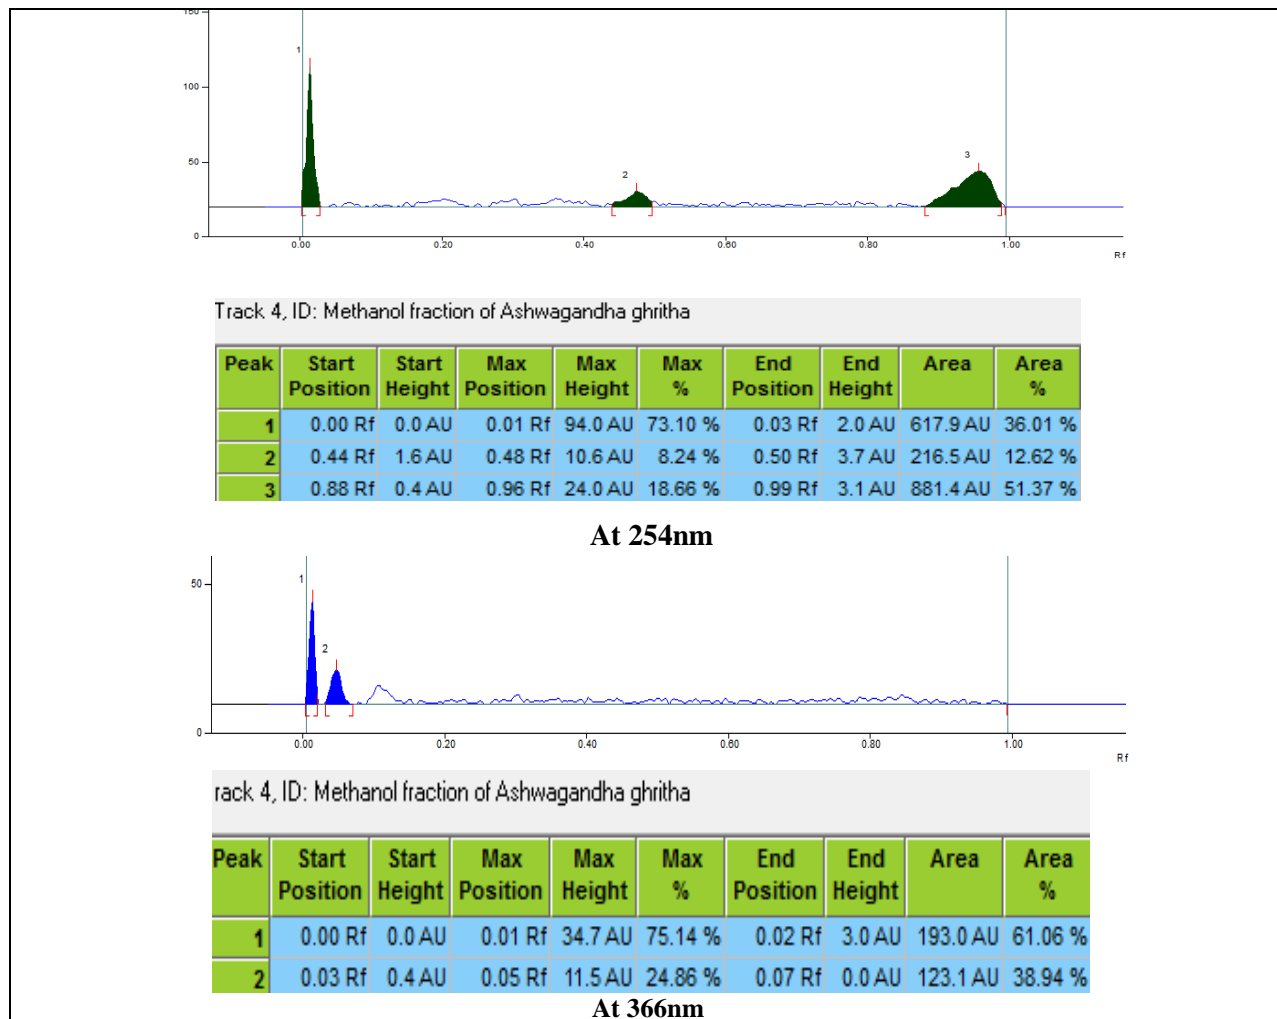 150
1
100
3
50
2
0
0.00 0.20 0.40 0.60 0.80 1.00
Rf
Track 4, ID: Methanol fraction of Ashwagandha ghritha
Peak Start Position Start Height Max Position Max Height Max % End Position End Height Area Area %
1 0.00 Rf 0.0 AU 0.01 Rf 94.0 AU 73.10 % 0.03 Rf 2.0 AU 617.9 AU 36.01 %
2 0.44 Rf 1.6 AU 0.48 Rf 10.6 AU 8.24 % 0.50 Rf 3.7 AU 216.5 AU 12.62 %
3 0.88 Rf 0.4 AU 0.96 Rf 24.0 AU 18.66 % 0.99 Rf 3.1 AU 881.4 AU 51.37 %
At 254nm
1
50
2
0
0.00 0.20 0.40 0.60 0.80 1.00
Rf
rack 4, ID: Methanol fraction of Ashwagandha ghritha
Peak Start Position Start Height Max Position Max Height Max % End Position End Height Area Area %
1 0.00 Rf 0.0 AU 0.01 Rf 34.7 AU 75.14 % 0.02 Rf 3.0 AU 193.0 AU 61.06 %
2 0.03 Rf 0.4 AU 0.05 Rf 11.5 AU 24.86 % 0.07 Rf 0.0 AU 123.1 AU 38.94 %
At 366nm